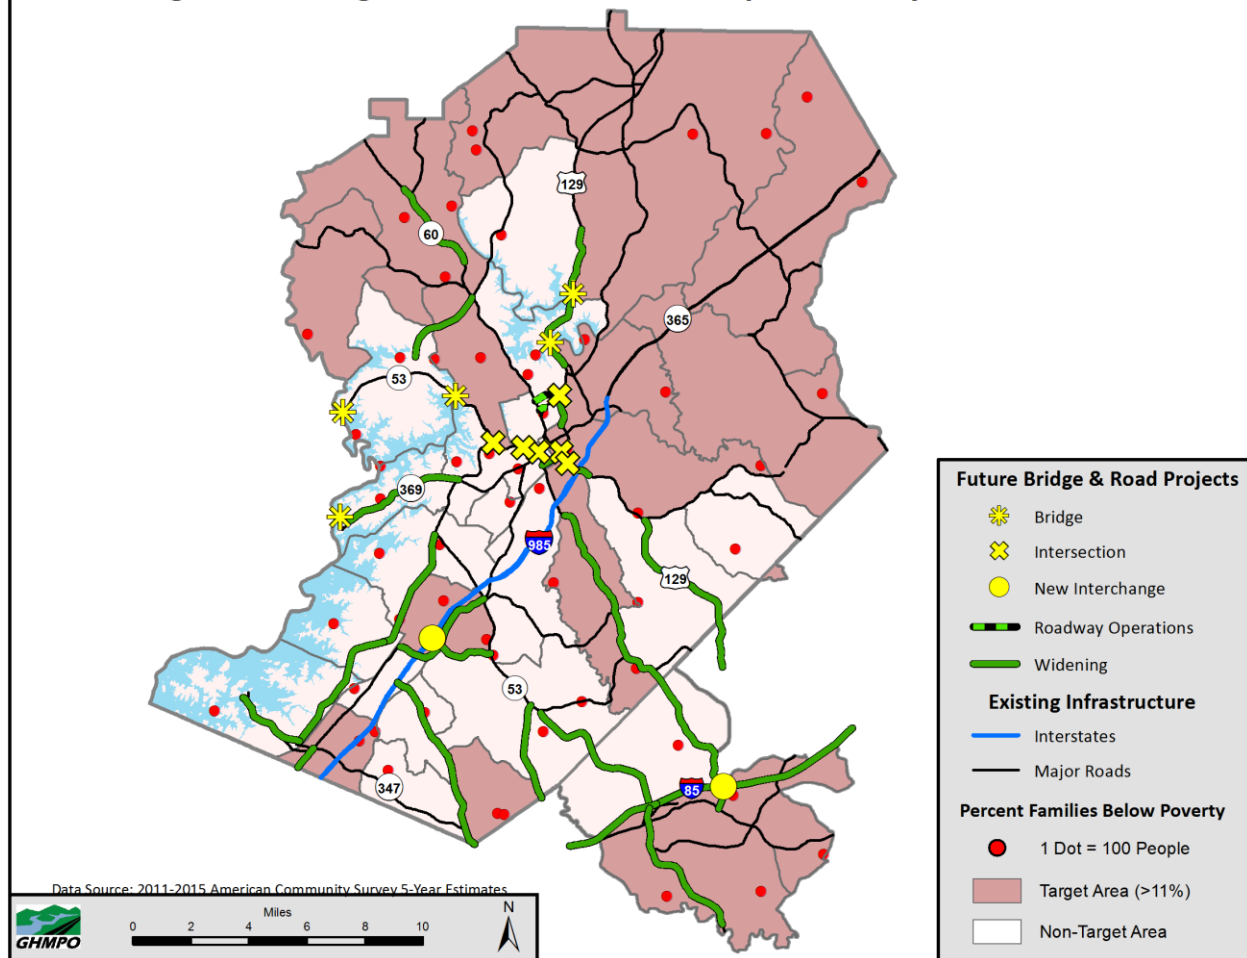 129
60
365
53
369
985
129
53
85
347
Future Bridge & Road Projects
Bridge
Intersection
New Interchange
Roadway Operations
Widening
Existing Infrastructure
Interstates
Major Roads
Percent Families Below Poverty
1 Dot = 100 People
Target Area (>11%)
Non-Target Area
Data Source: 2011-2015 American Community Survey 5-Year Estimates
GHMPO
Miles
0 2 4 6 8 10
N